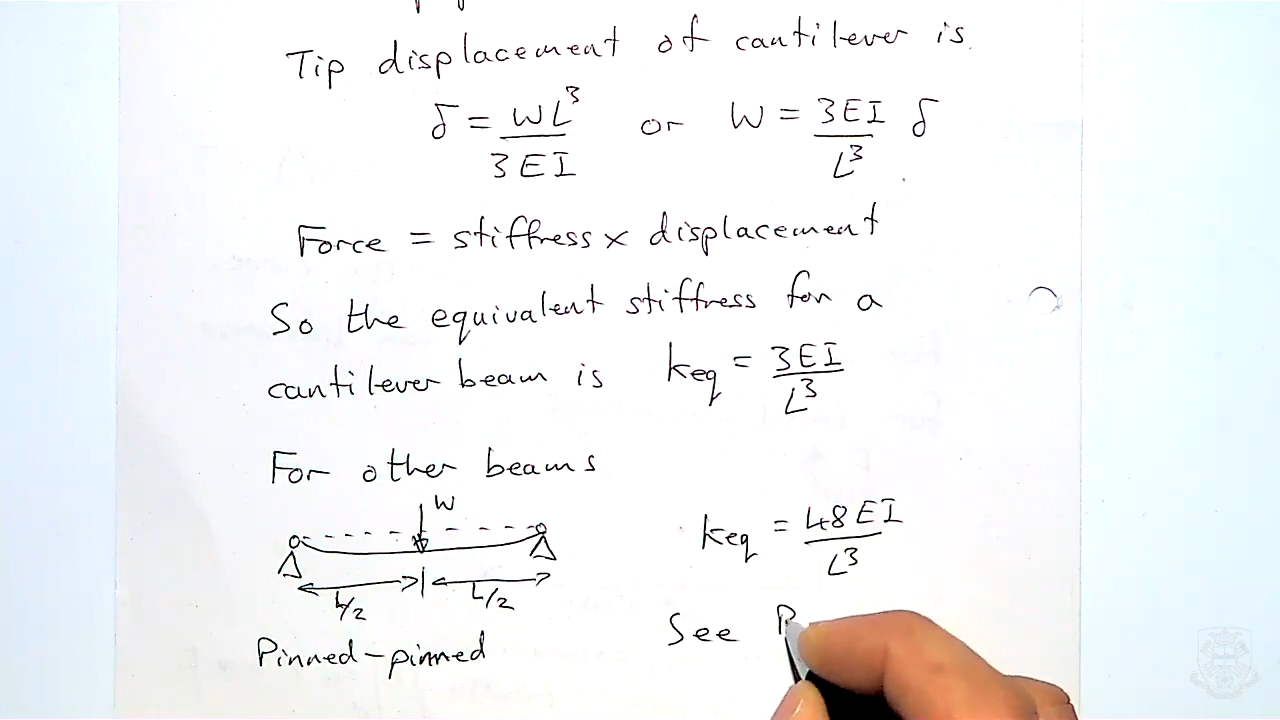 Tip displacement of cantilever is
δ = WL³/3EI or W = 3EI/L³ δ
Force = stiffness × displacement
So the equivalent stiffness for a
cantilever beam is keq = 3EI/L³
For other beams
W
keq = 48EI/L³
L/2 L/2
See
Pinned-pinned